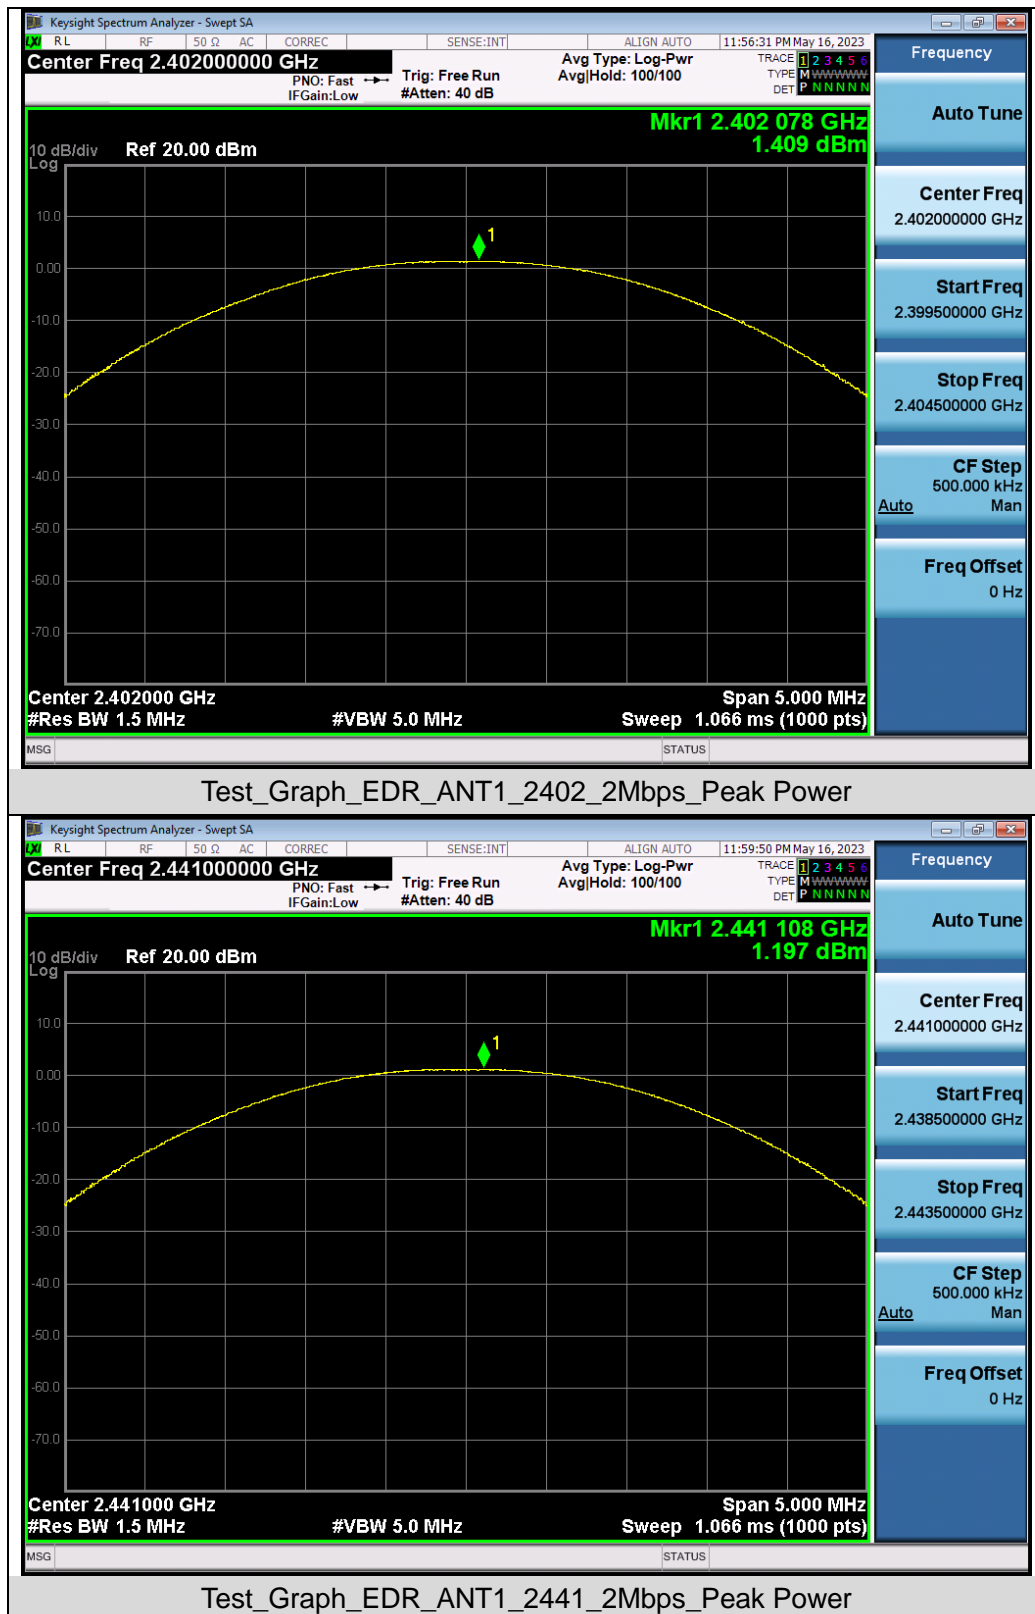 Keysight Spectrum Analyzer - Swept SA
LXI RL RF 50 Ω AC CORREC SENSE:INT ALIGN AUTO 11:56:31 PM May 16, 2023
Center Freq 2.402000000 GHz
PNO: Fast
IFGain:Low
Trig: Free Run
#Atten: 40 dB
Avg Type: Log-Pwr
Avg|Hold: 100/100
TRACE 1 2 3 4 5 6
TYPE M WWWWW
DET P N N N N N
Mkr1 2.402 078 GHz
1.409 dBm
10 dB/div Ref 20.00 dBm
Log
1
10.0
0.00
-10.0
-20.0
-30.0
-40.0
-50.0
-60.0
-70.0
Center 2.402000 GHz Span 5.000 MHz
#Res BW 1.5 MHz #VBW 5.0 MHz Sweep 1.066 ms (1000 pts)
MSG STATUS
Frequency
Auto Tune
Center Freq
2.402000000 GHz
Start Freq
2.399500000 GHz
Stop Freq
2.404500000 GHz
CF Step
500.000 kHz
Auto Man
Freq Offset
0 Hz
Test_Graph_EDR_ANT1_2402_2Mbps_Peak Power
Keysight Spectrum Analyzer - Swept SA
LXI RL RF 50 Ω AC CORREC SENSE:INT ALIGN AUTO 11:59:50 PM May 16, 2023
Center Freq 2.441000000 GHz
PNO: Fast
IFGain:Low
Trig: Free Run
#Atten: 40 dB
Avg Type: Log-Pwr
Avg|Hold: 100/100
TRACE 1 2 3 4 5 6
TYPE M WWWWW
DET P N N N N N
Mkr1 2.441 108 GHz
1.197 dBm
10 dB/div Ref 20.00 dBm
Log
1
10.0
0.00
-10.0
-20.0
-30.0
-40.0
-50.0
-60.0
-70.0
Center 2.441000 GHz Span 5.000 MHz
#Res BW 1.5 MHz #VBW 5.0 MHz Sweep 1.066 ms (1000 pts)
MSG STATUS
Frequency
Auto Tune
Center Freq
2.441000000 GHz
Start Freq
2.438500000 GHz
Stop Freq
2.443500000 GHz
CF Step
500.000 kHz
Auto Man
Freq Offset
0 Hz
Test_Graph_EDR_ANT1_2441_2Mbps_Peak Power